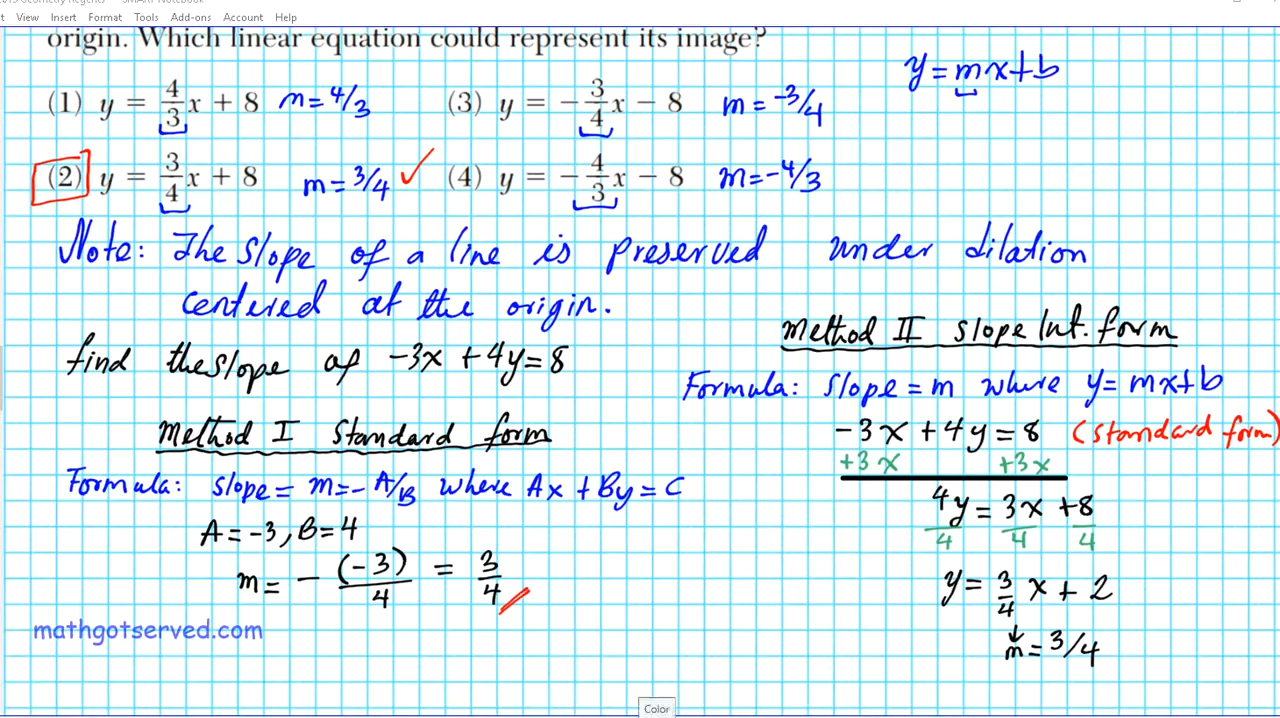 View Insert Format Tools Add-ons Account Help
origin. Which linear equation could represent its image?
y = mx+b
(1) y = 4/3 x + 8 m = 4/3 (3) y = − 3/4 x − 8 m = -3/4
(2) y = 3/4 x + 8 m = 3/4 ✓ (4) y = − 4/3 x − 8 m = -4/3
Note: The slope of a line is preserved under dilation
centered at the origin.
find the slope of -3x + 4y = 8
Method I Standard form
Formula: slope = m = - A/B where Ax + By = C
A = -3, B = 4
m = - (-3)/4 = 3/4
mathgotserved.com
Method II Slope Int. form
Formula: slope = m where y = mx+b
-3x + 4y = 8 (standard form)
+3x +3x
4y = 3x + 8
4 4 4
y = 3/4 x + 2
m = 3/4
Color